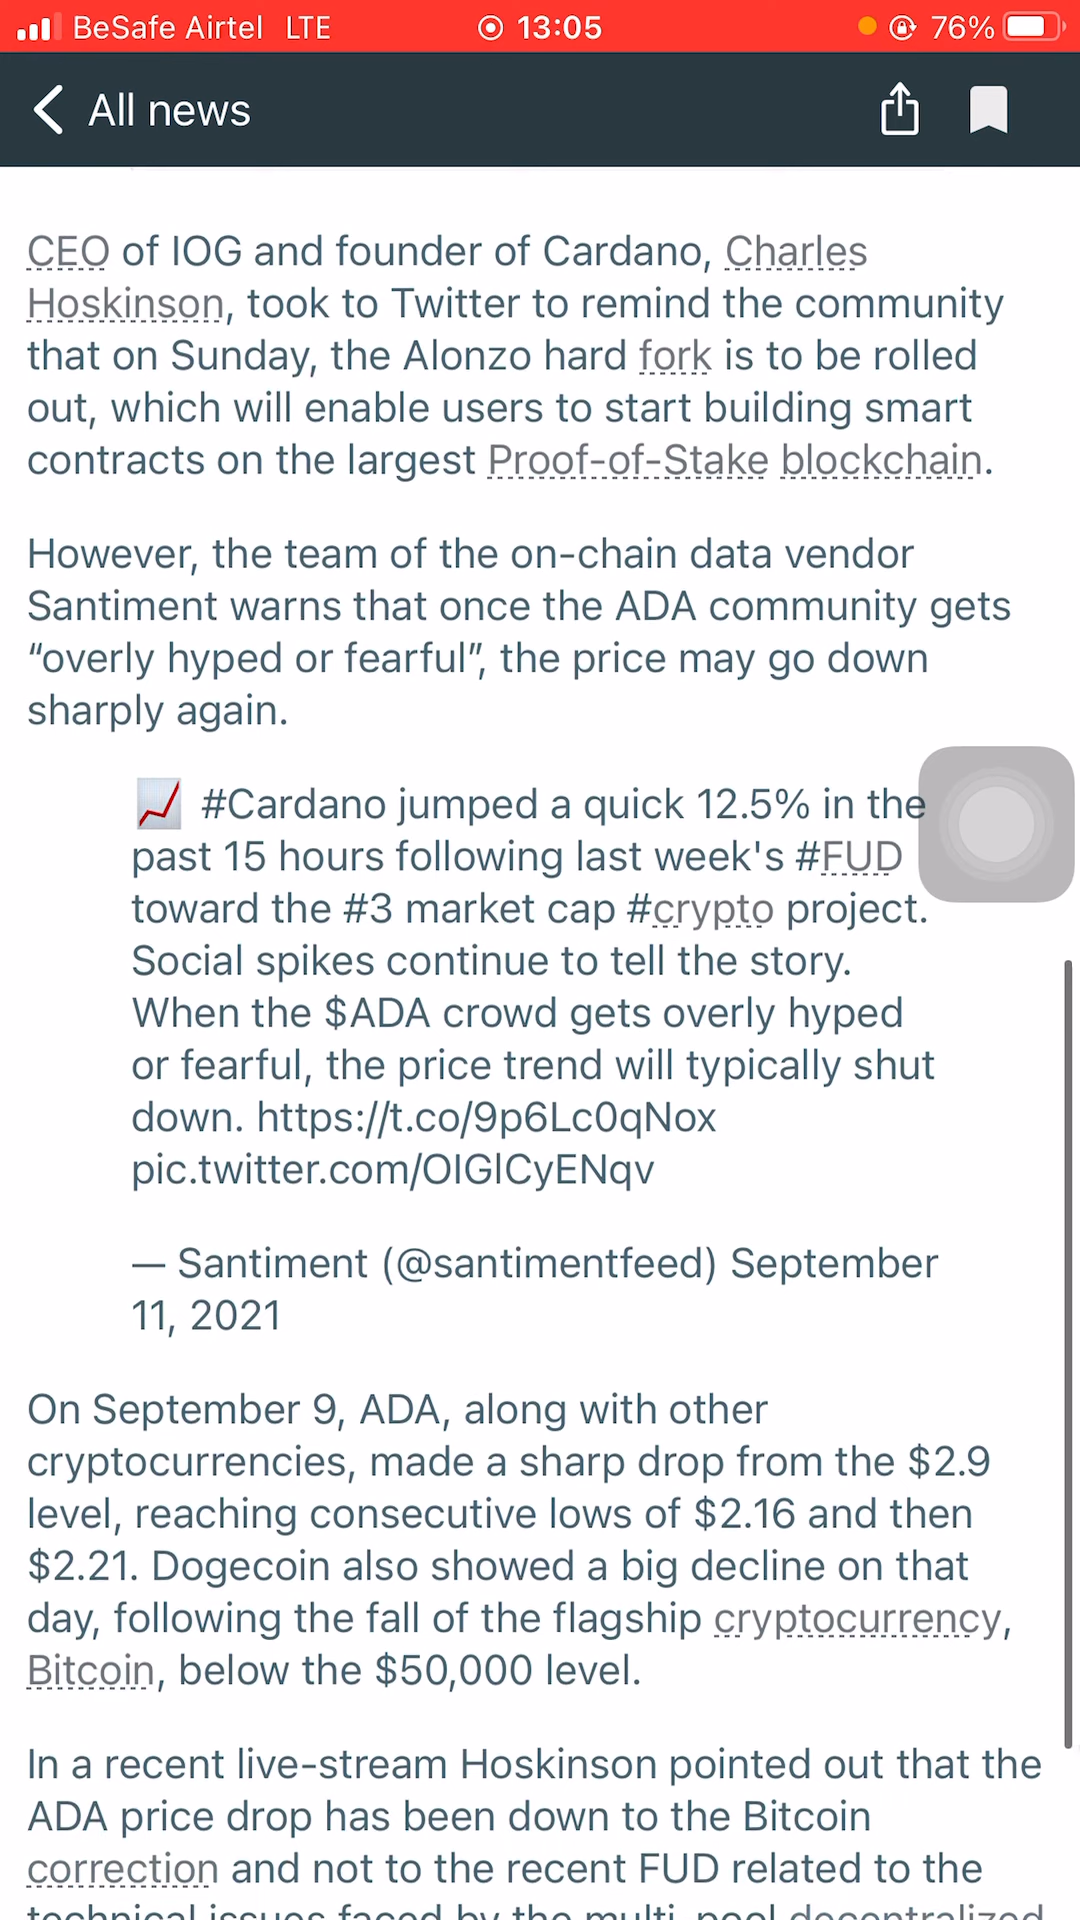 BeSafe Airtel LTE 13:05 76%
All news
CEO of IOG and founder of Cardano, Charles
Hoskinson, took to Twitter to remind the community
that on Sunday, the Alonzo hard fork is to be rolled
out, which will enable users to start building smart
contracts on the largest Proof-of-Stake blockchain.
However, the team of the on-chain data vendor
Santiment warns that once the ADA community gets
“overly hyped or fearful”, the price may go down
sharply again.
📈 #Cardano jumped a quick 12.5% in the
past 15 hours following last week's #FUD
toward the #3 market cap #crypto project.
Social spikes continue to tell the story.
When the $ADA crowd gets overly hyped
or fearful, the price trend will typically shut
down. https://t.co/9p6Lc0qNox
pic.twitter.com/OIGlCyENqv
— Santiment (@santimentfeed) September
11, 2021
On September 9, ADA, along with other
cryptocurrencies, made a sharp drop from the $2.9
level, reaching consecutive lows of $2.16 and then
$2.21. Dogecoin also showed a big decline on that
day, following the fall of the flagship cryptocurrency,
Bitcoin, below the $50,000 level.
In a recent live-stream Hoskinson pointed out that the
ADA price drop has been down to the Bitcoin
correction and not to the recent FUD related to the
technical issues faced by the multi-pool decentralized